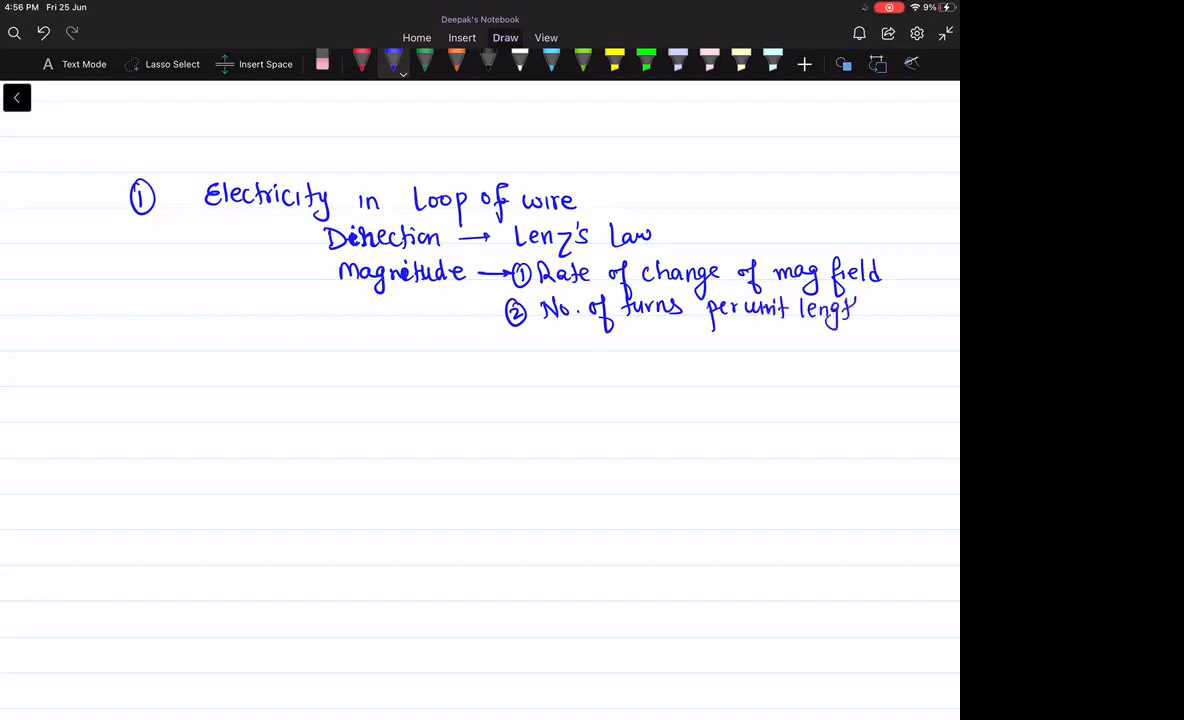 4:56 PM Fri 25 Jun
9%
Deepak's Notebook
Home Insert Draw View
Text Mode Lasso Select Insert Space
① Electricity in Loop of wire
Direction → Lenz's Law
Magnitude → ① Rate of change of mag field
② No. of turns per unit lengt